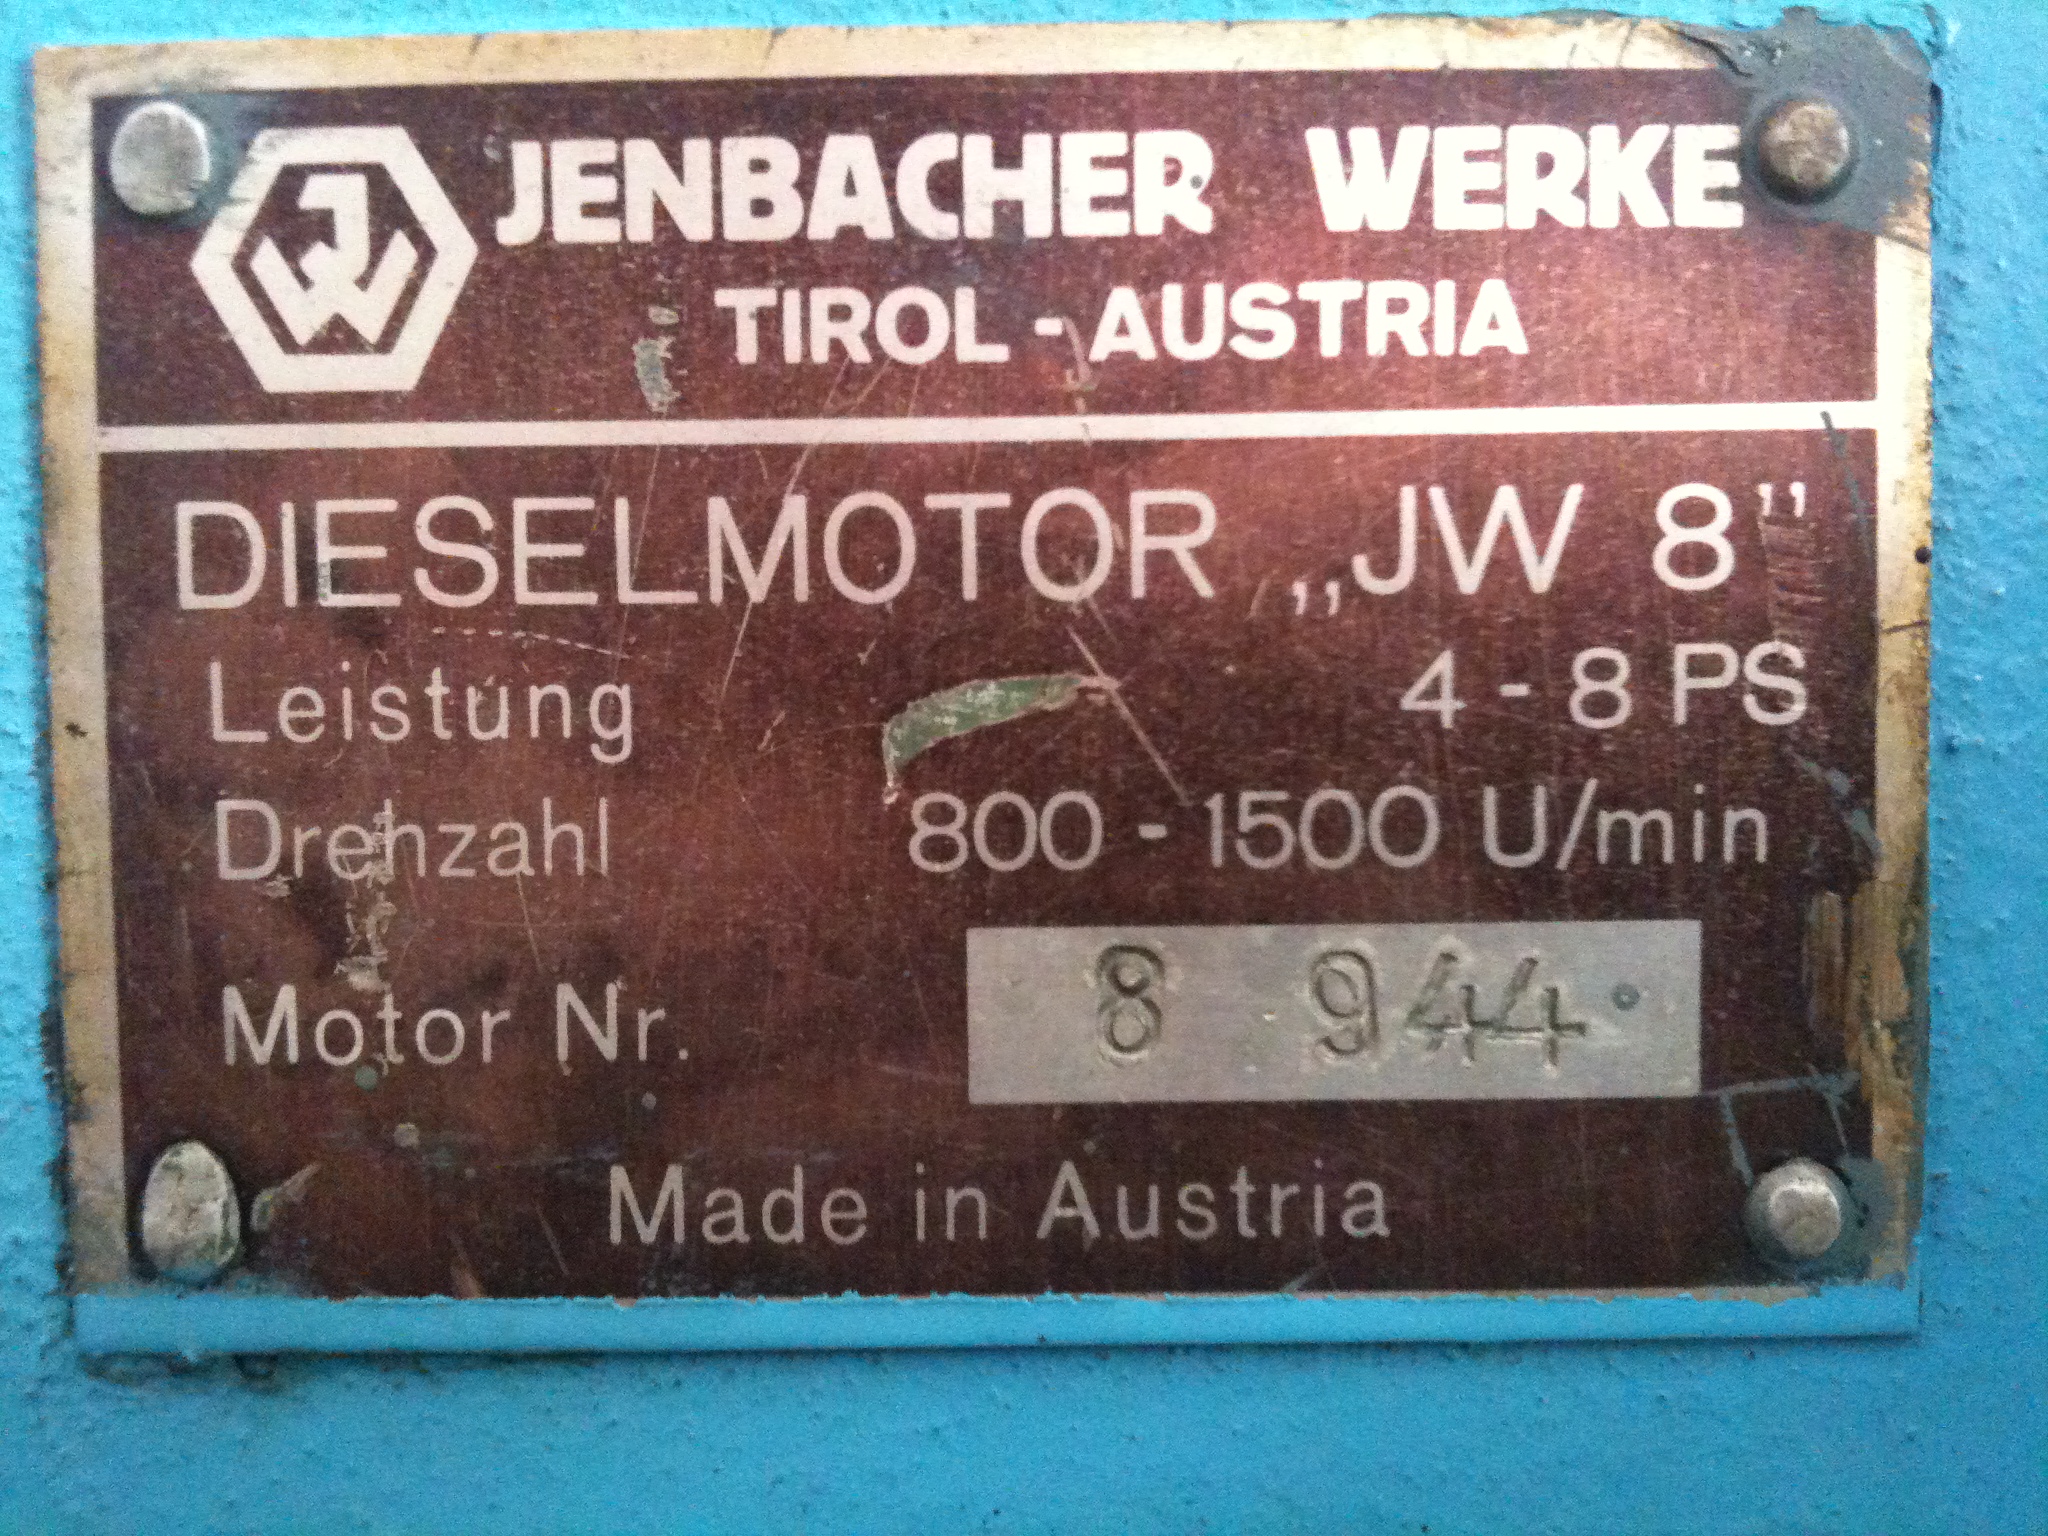 JW JENBACHER WERKE
TIROL-AUSTRIA
DIESELMOTOR „JW 8”
Leistung 4-8 PS
Drehzahl 800-1500 U/min
Motor Nr. 8 944
Made in Austria